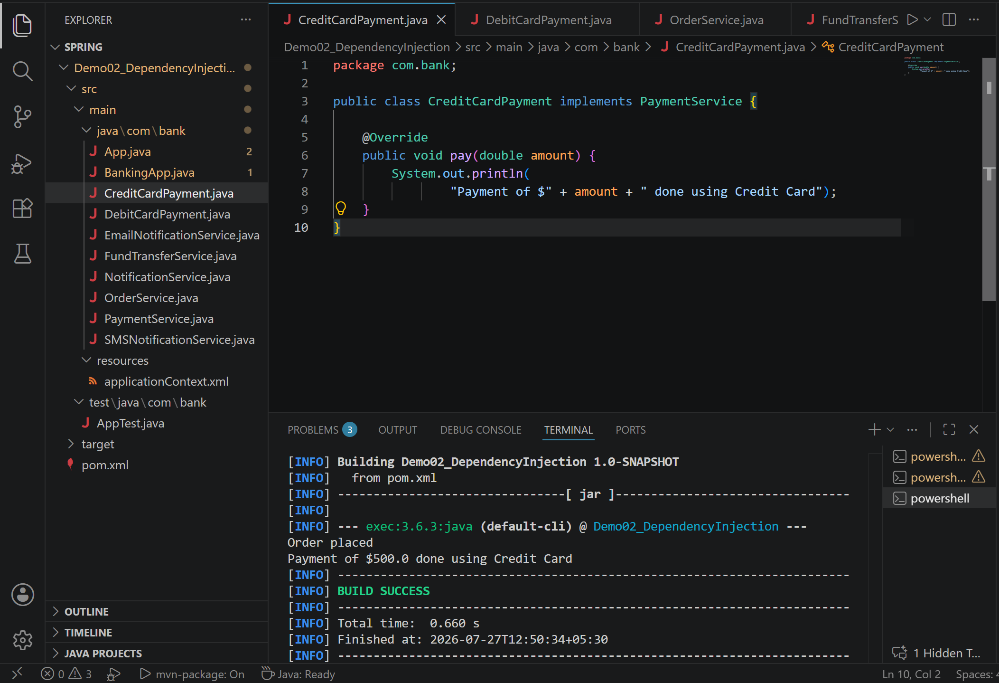 EXPLORER
SPRING
Demo02_DependencyInjecti...
src
main
java\com\bank
App.java 2
BankingApp.java 1
CreditCardPayment.java
DebitCardPayment.java
EmailNotificationService.java
FundTransferService.java
NotificationService.java
OrderService.java
PaymentService.java
SMSNotificationService.java
resources
applicationContext.xml
test\java\com\bank
AppTest.java
target
pom.xml
OUTLINE
TIMELINE
JAVA PROJECTS
CreditCardPayment.java DebitCardPayment.java OrderService.java FundTransferS
Demo02_DependencyInjection > src > main > java > com > bank > CreditCardPayment.java > CreditCardPayment
1 package com.bank;
2
3 public class CreditCardPayment implements PaymentService {
4
5 @Override
6 public void pay(double amount) {
7 System.out.println(
8 "Payment of $" + amount + " done using Credit Card");
9 }
10 }
PROBLEMS 3 OUTPUT DEBUG CONSOLE TERMINAL PORTS
[INFO] Building Demo02_DependencyInjection 1.0-SNAPSHOT
[INFO]   from pom.xml
[INFO] --------------------------------[ jar ]---------------------------------
[INFO]
[INFO] --- exec:3.6.3:java (default-cli) @ Demo02_DependencyInjection ---
Order placed
Payment of $500.0 done using Credit Card
[INFO] ------------------------------------------------------------------------
[INFO] BUILD SUCCESS
[INFO] ------------------------------------------------------------------------
[INFO] Total time:  0.660 s
[INFO] Finished at: 2026-07-27T12:50:34+05:30
[INFO] ------------------------------------------------------------------------
powersh...
powersh...
powershell
1 Hidden T...
0 3 mvn-package: On Java: Ready Ln 10, Col 2 Spaces: 4